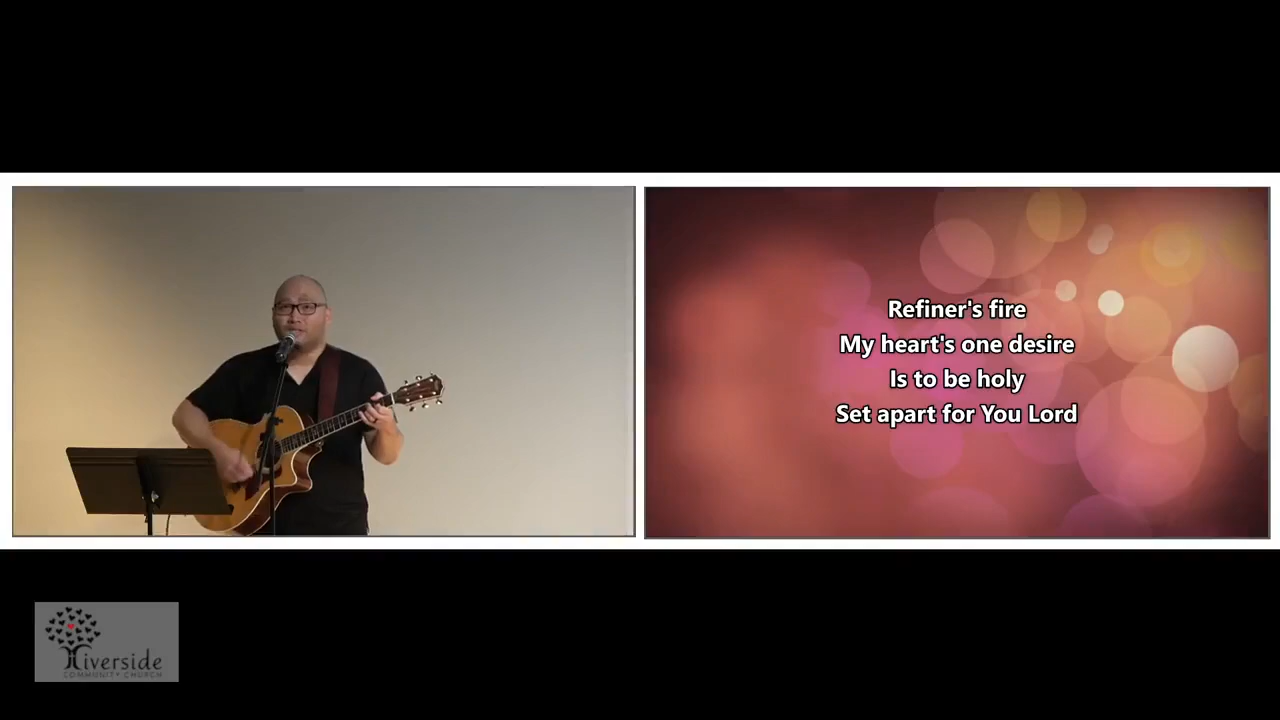 Refiner's fire
My heart's one desire
Is to be holy
Set apart for You Lord
Riverside
COMMUNITY CHURCH